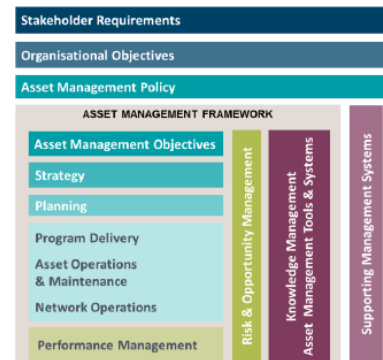 Stakeholder Requirements
Organisational Objectives
Asset Management Policy
ASSET MANAGEMENT FRAMEWORK
Asset Management Objectives
Strategy
Planning
Program Delivery
Asset Operations
& Maintenance
Network Operations
Performance Management
Risk & Opportunity Management
Knowledge Management
Asset Management Tools & Systems
Supporting Management Systems